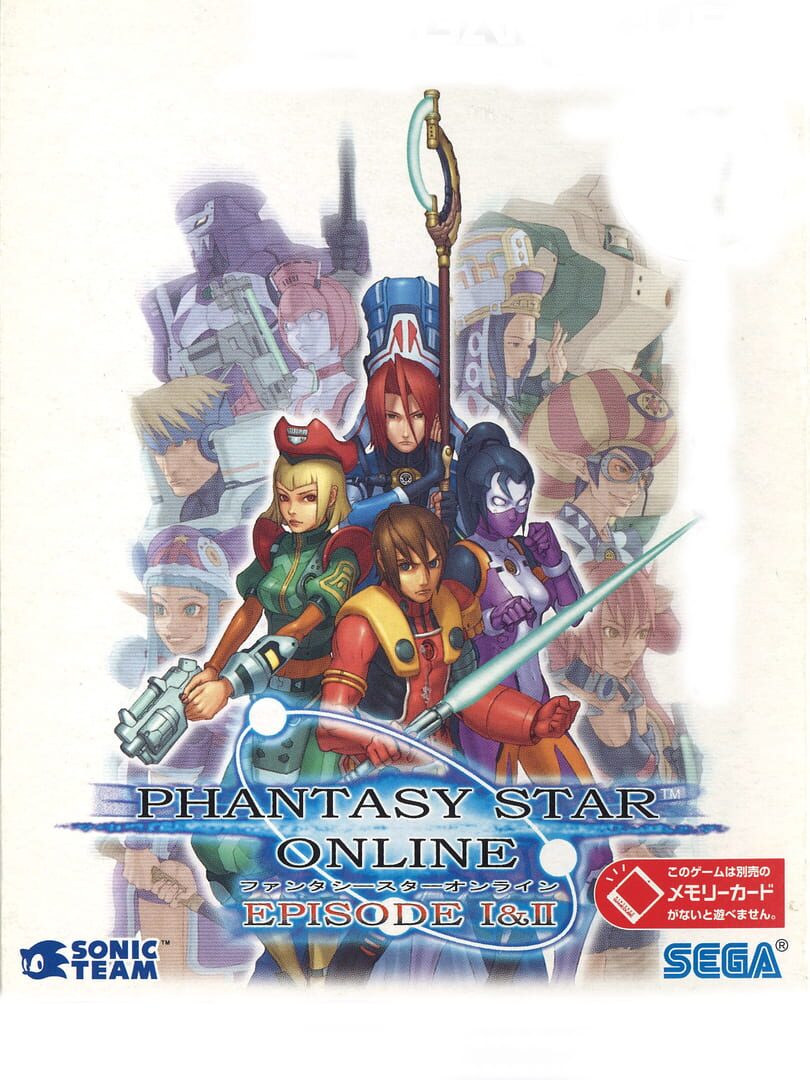 PHANTASY STAR™
ONLINE
ファンタシースターオンライン
EPISODE I&II
このゲームは別売の
メモリーカード
がないと遊べません。
SONIC
TEAM™
SEGA®